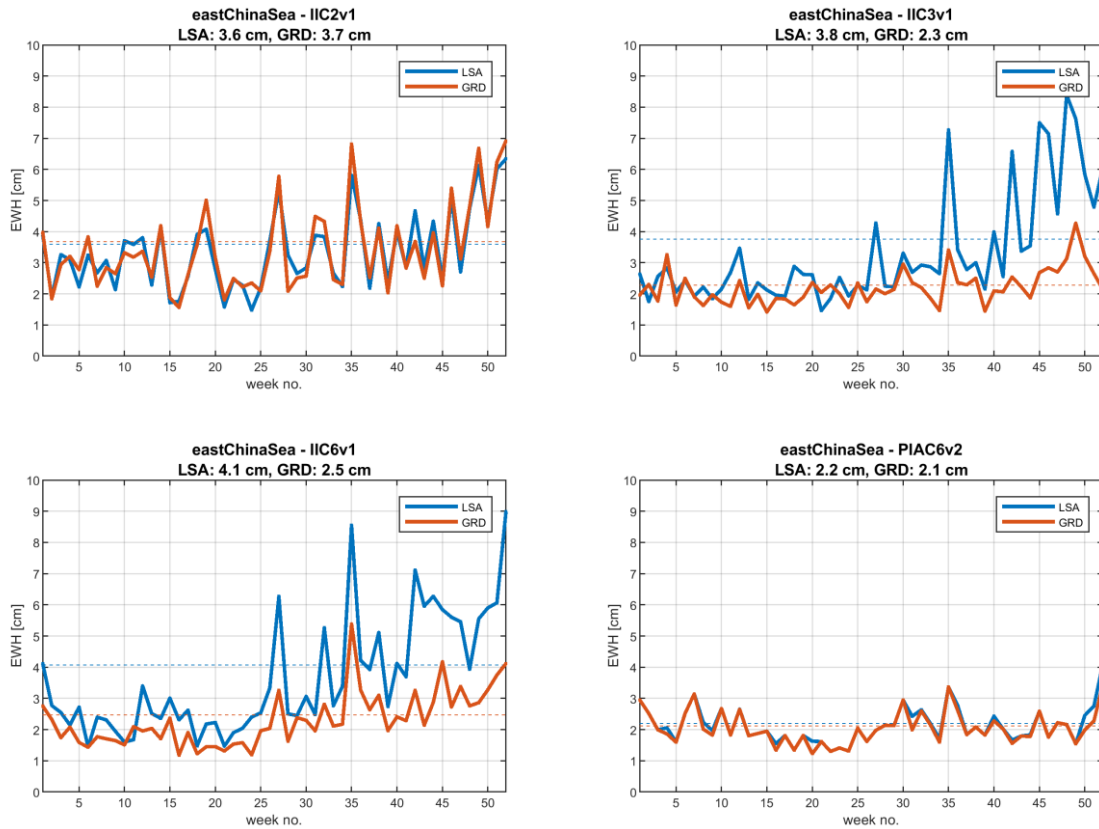 eastChinaSea - IIC2v1
LSA: 3.6 cm, GRD: 3.7 cm
10
9
8
7
6
5
4
3
2
1
0
EWH [cm]
LSA
GRD
5 10 15 20 25 30 35 40 45 50
week no.
eastChinaSea - IIC3v1
LSA: 3.8 cm, GRD: 2.3 cm
10
9
8
7
6
5
4
3
2
1
0
EWH [cm]
LSA
GRD
5 10 15 20 25 30 35 40 45 50
week no.
eastChinaSea - IIC6v1
LSA: 4.1 cm, GRD: 2.5 cm
10
9
8
7
6
5
4
3
2
1
0
EWH [cm]
LSA
GRD
5 10 15 20 25 30 35 40 45 50
week no.
eastChinaSea - PIAC6v2
LSA: 2.2 cm, GRD: 2.1 cm
10
9
8
7
6
5
4
3
2
1
0
EWH [cm]
LSA
GRD
5 10 15 20 25 30 35 40 45 50
week no.